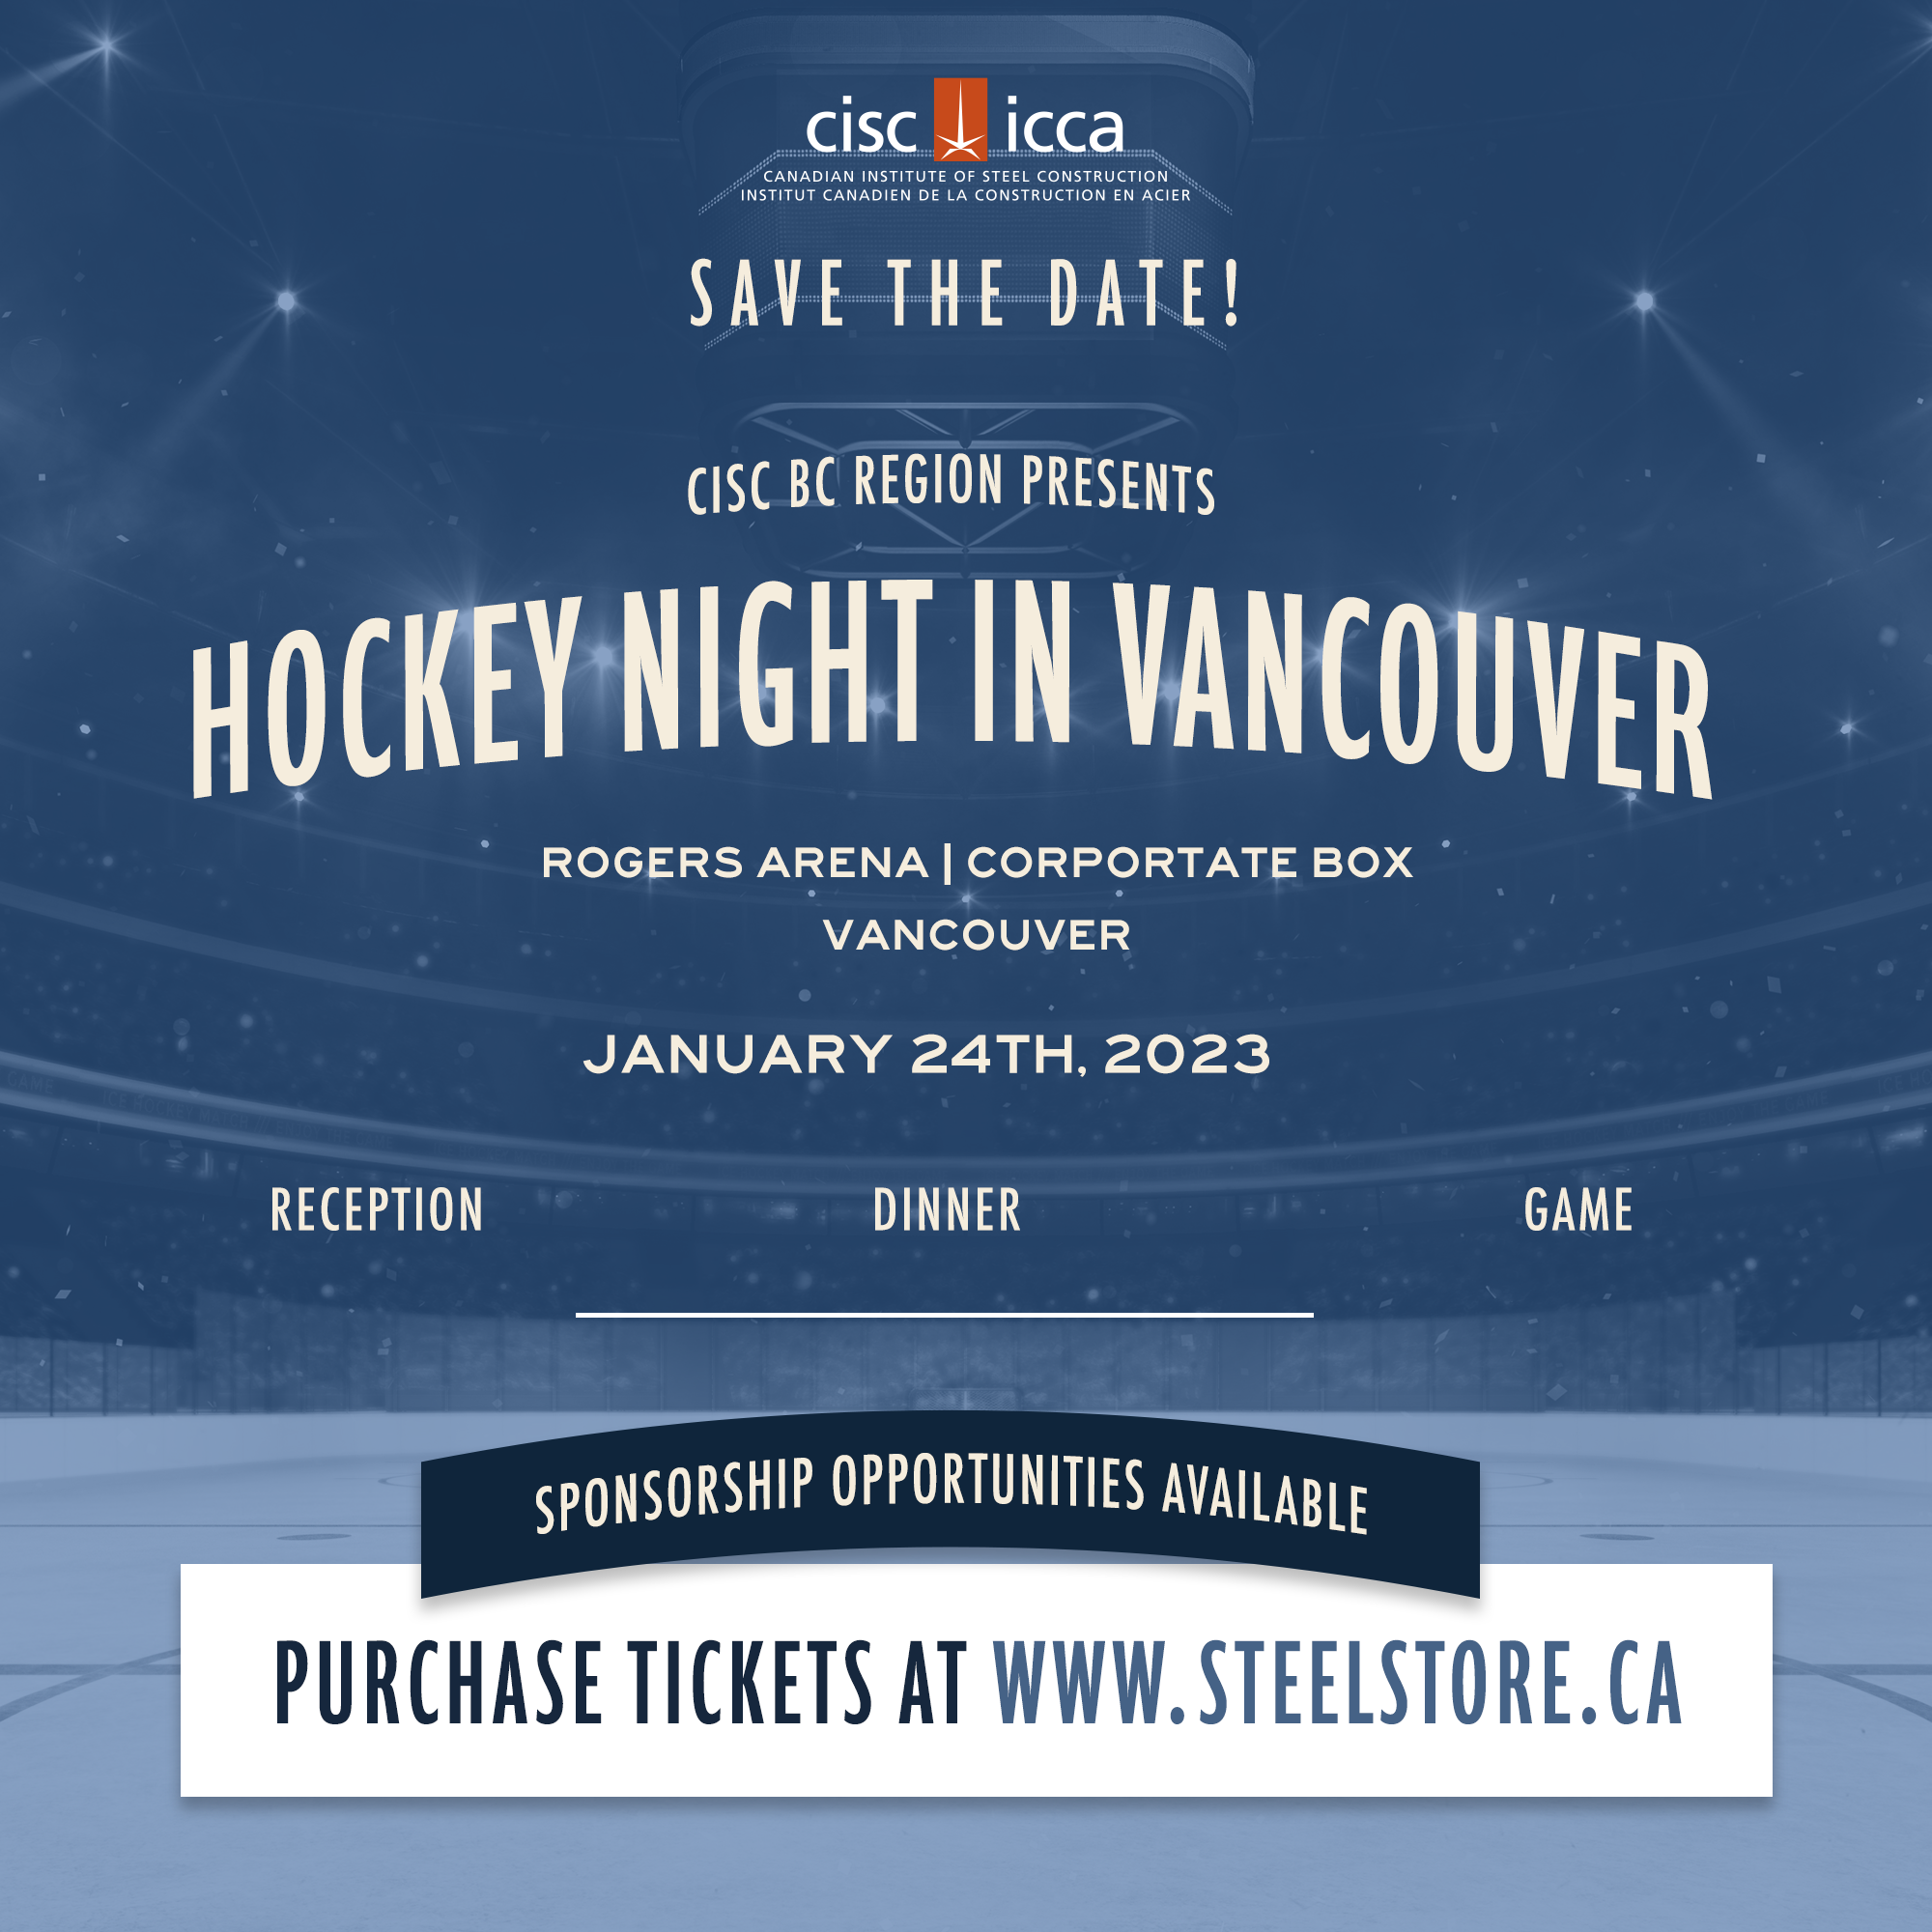 cisc icca
CANADIAN INSTITUTE OF STEEL CONSTRUCTION
INSTITUT CANADIEN DE LA CONSTRUCTION EN ACIER
SAVE THE DATE!
CISC BC REGION PRESENTS
HOCKEY NIGHT IN VANCOUVER
ROGERS ARENA | CORPORTATE BOX
VANCOUVER
JANUARY 24TH, 2023
RECEPTION DINNER GAME
SPONSORSHIP OPPORTUNITIES AVAILABLE
PURCHASE TICKETS AT WWW.STEELSTORE.CA